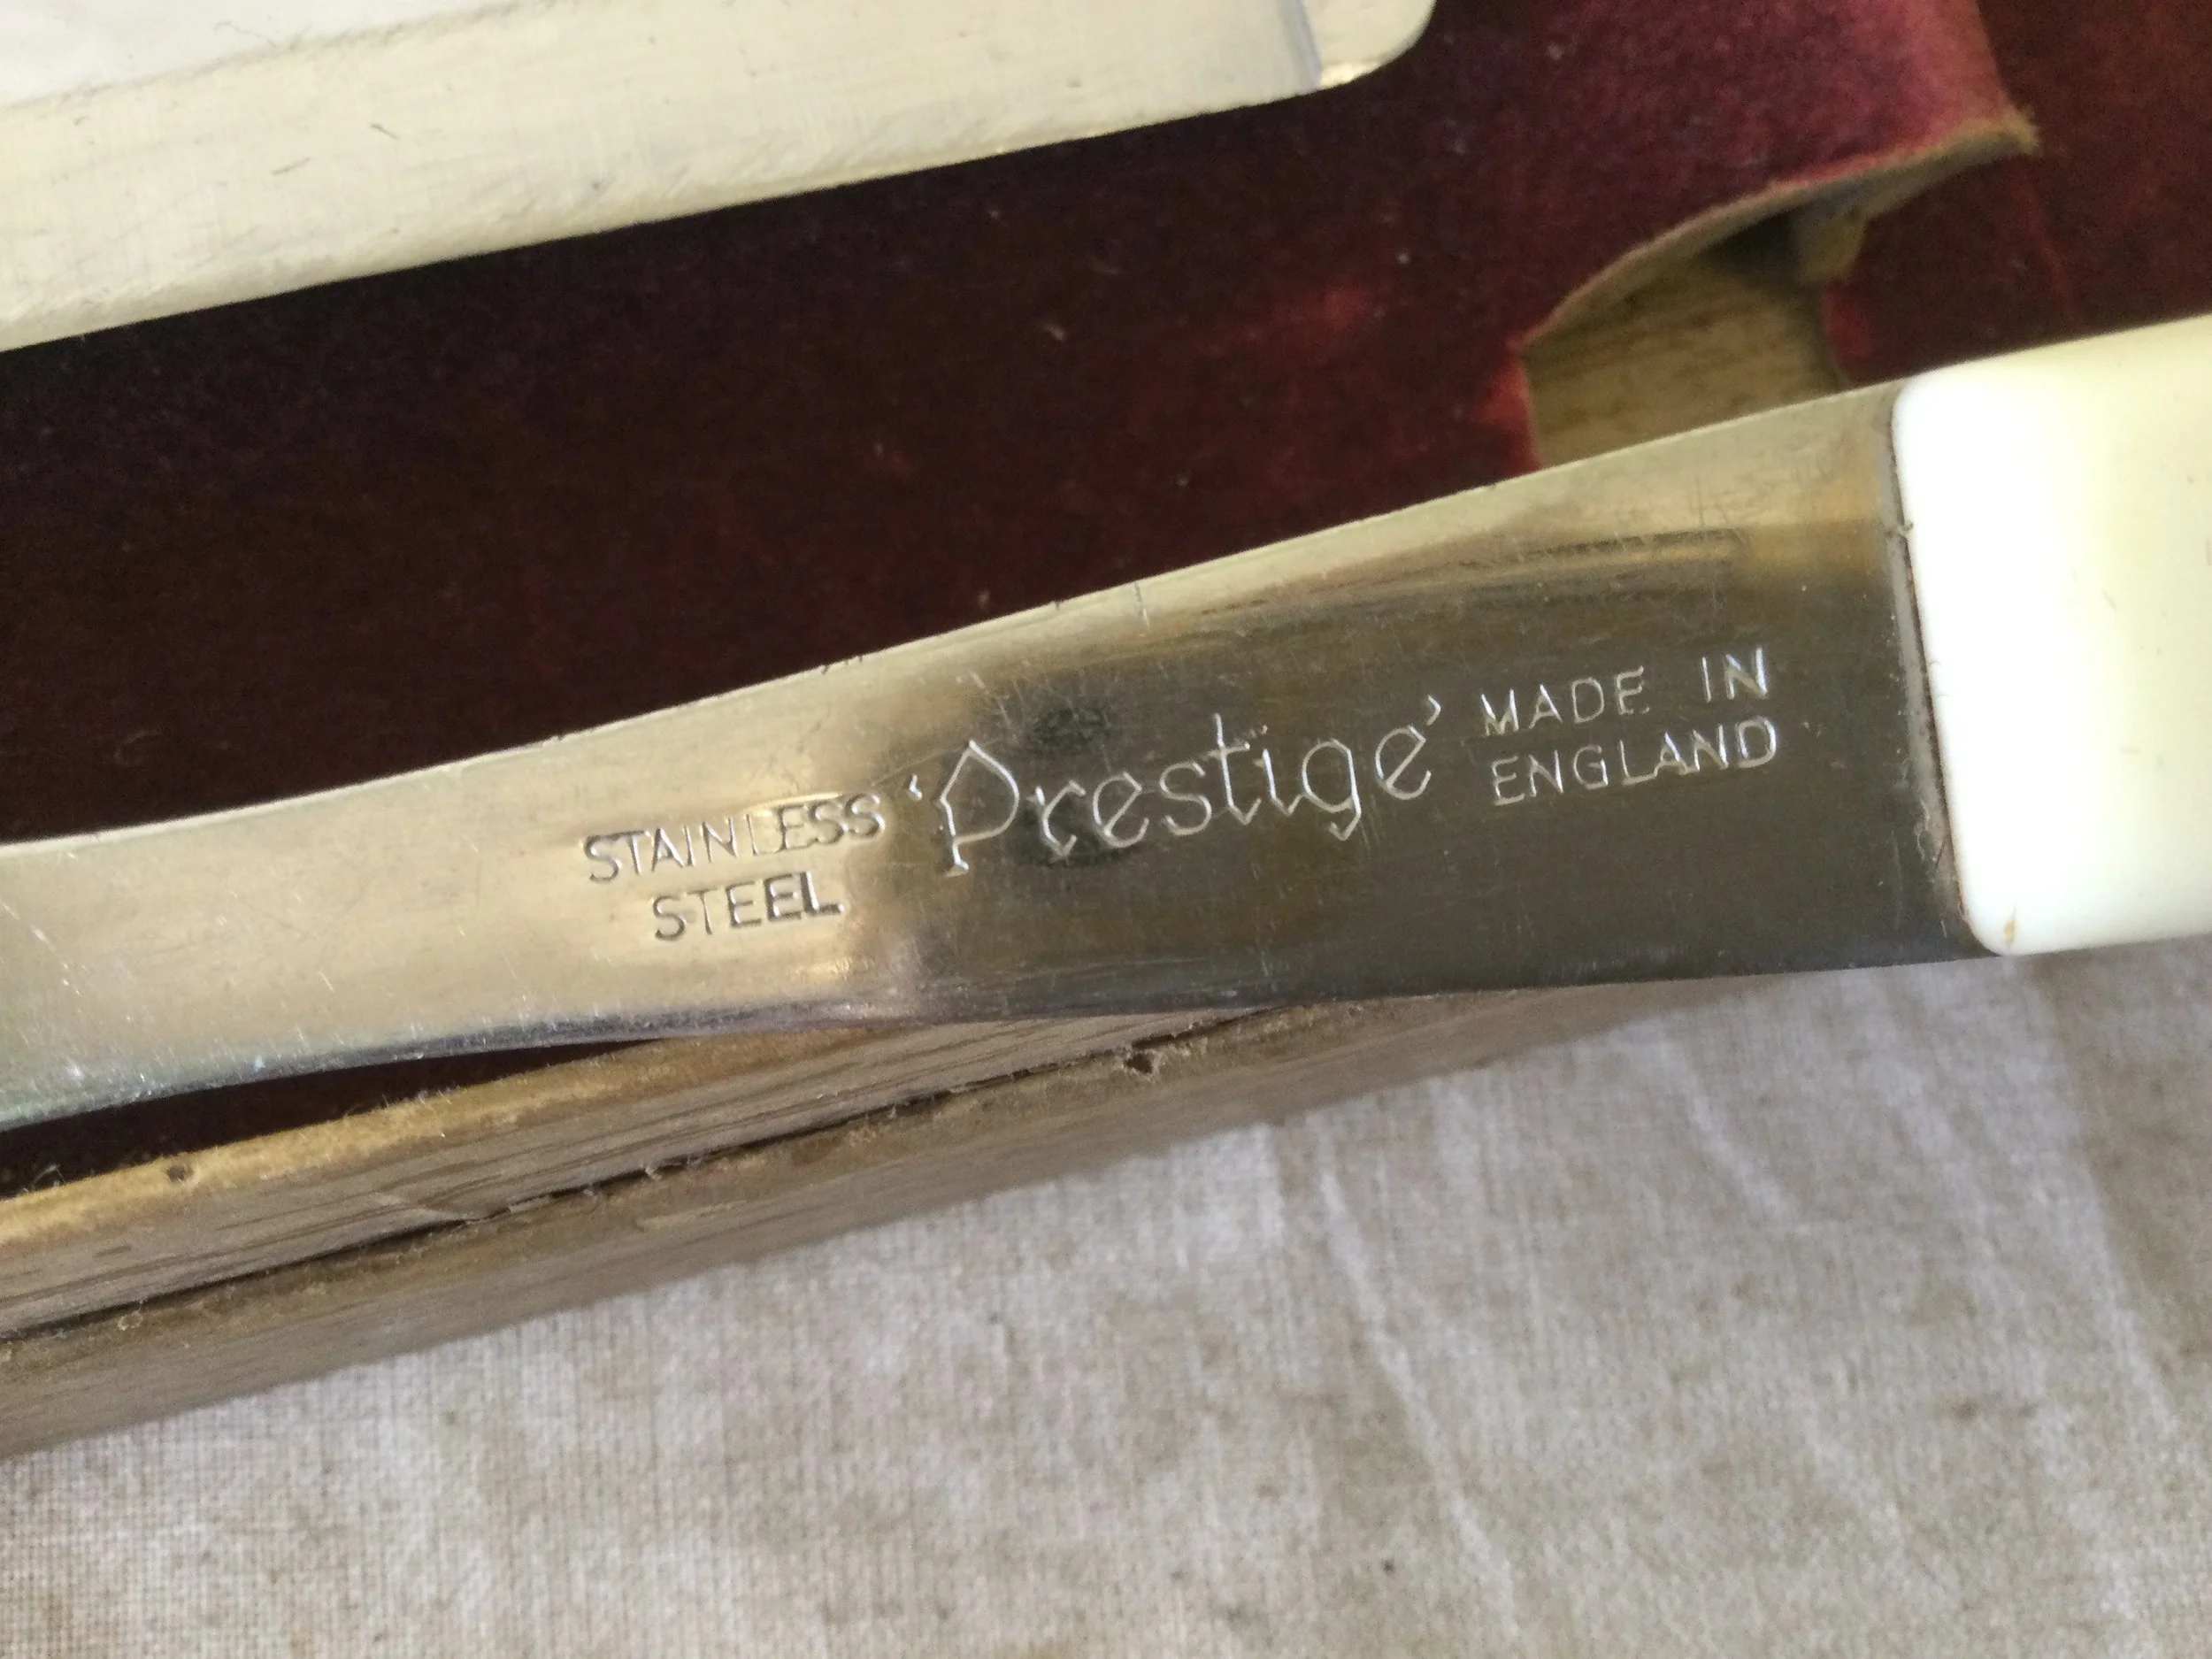 STAINLESS
STEEL
'Prestige'
MADE IN
ENGLAND